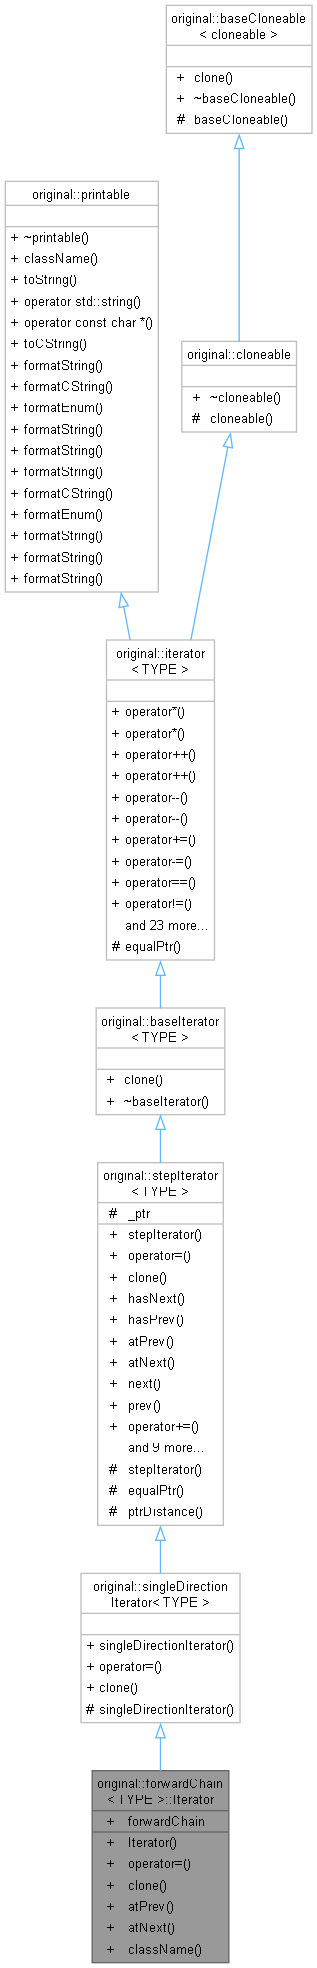 original::baseCloneable
< cloneable >
+ clone()
+ ~baseCloneable()
# baseCloneable()
original::printable
+ ~printable()
+ className()
+ toString()
+ operator std::string()
+ operator const char *()
+ toCString()
+ formatString()
+ formatCString()
+ formatEnum()
+ formatString()
+ formatString()
+ formatString()
+ formatCString()
+ formatEnum()
+ formatString()
+ formatString()
+ formatString()
original::cloneable
+ ~cloneable()
# cloneable()
original::iterator
< TYPE >
+ operator*()
+ operator*()
+ operator++()
+ operator++()
+ operator--()
+ operator--()
+ operator+=()
+ operator-=()
+ operator==()
+ operator!=()
and 23 more...
# equalPtr()
original::baseIterator
< TYPE >
+ clone()
+ ~baseIterator()
original::stepIterator
< TYPE >
# _ptr
+ stepIterator()
+ operator=()
+ clone()
+ hasNext()
+ hasPrev()
+ atPrev()
+ atNext()
+ next()
+ prev()
+ operator+=()
and 9 more...
# stepIterator()
# equalPtr()
# ptrDistance()
original::singleDirection
Iterator< TYPE >
+ singleDirectionIterator()
+ operator=()
+ clone()
# singleDirectionIterator()
original::forwardChain
< TYPE >::Iterator
+ forwardChain
+ Iterator()
+ operator=()
+ clone()
+ atPrev()
+ atNext()
+ className()